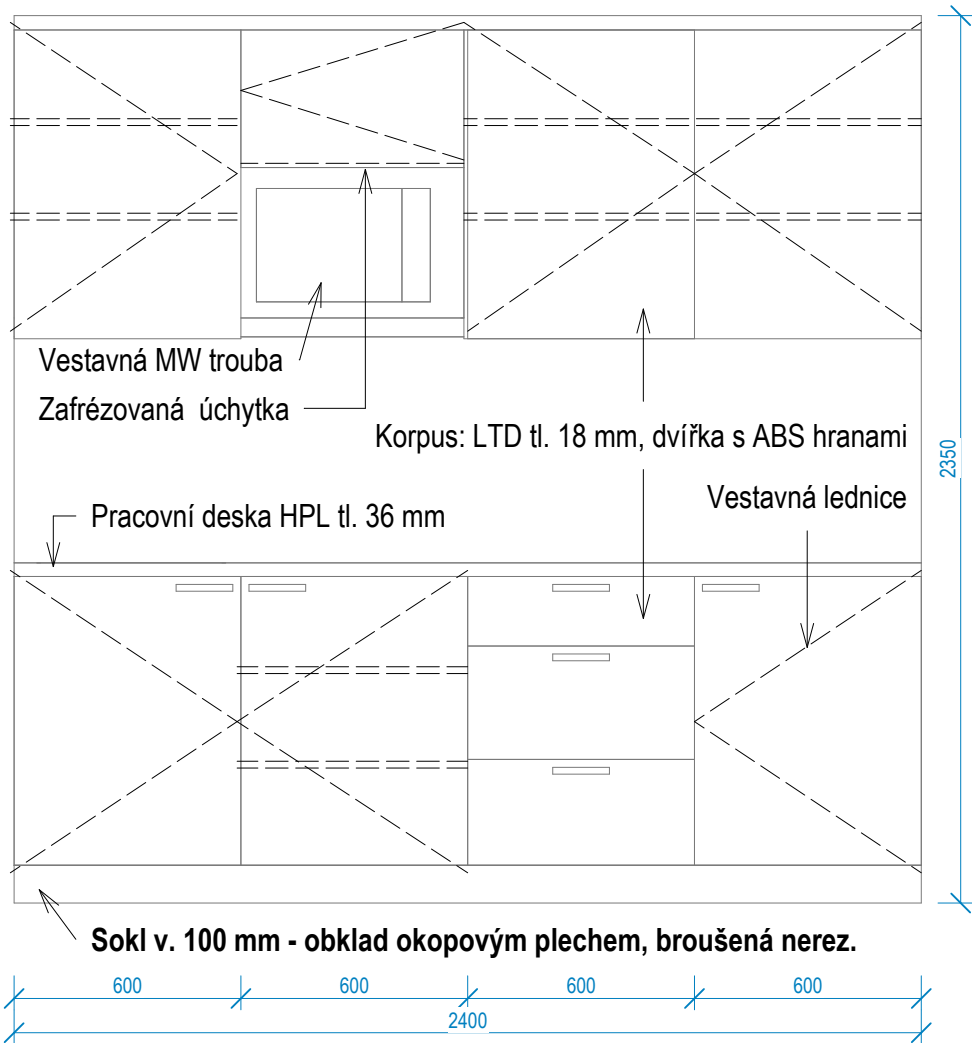 Vestavná MW trouba
Zafrézovaná úchytka
Korpus: LTD tl. 18 mm, dvířka s ABS hranami
2350
Vestavná lednice
Pracovní deska HPL tl. 36 mm
Sokl v. 100 mm - obklad okopovým plechem, broušená nerez.
600 600 600 600
2400